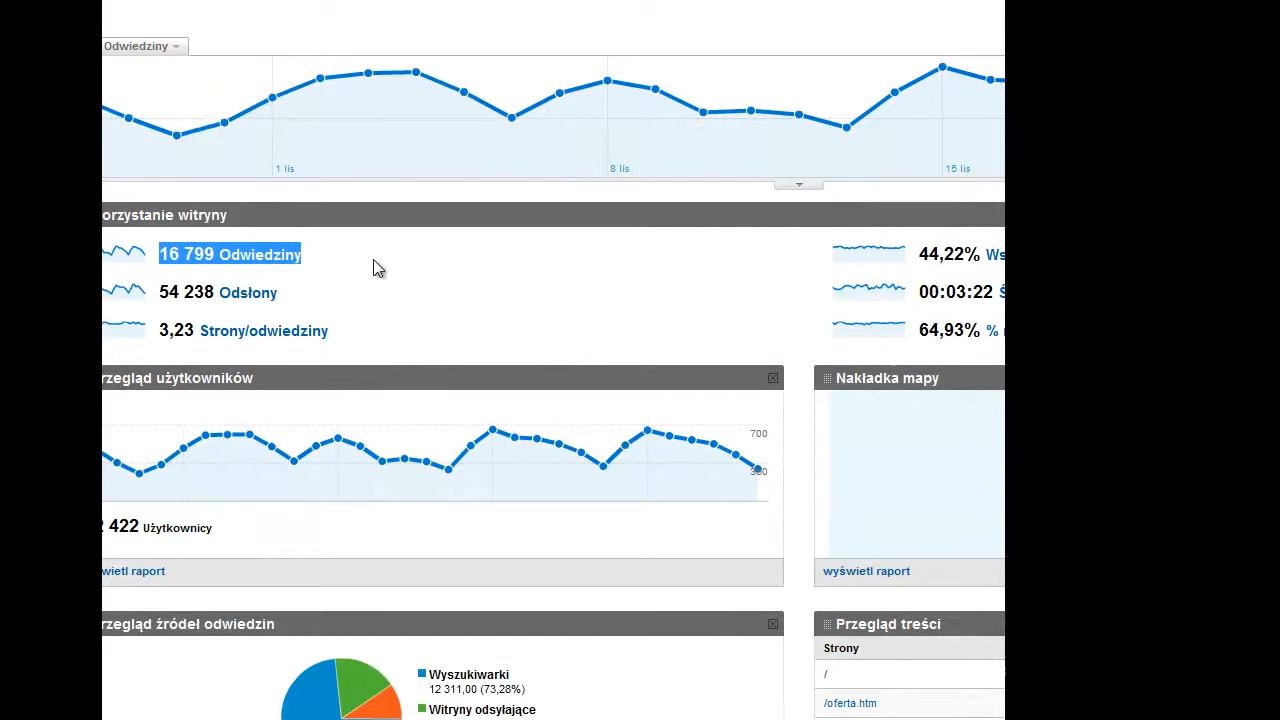 Odwiedziny
1 lis
8 lis
15 lis
orzystanie witryny
16 799 Odwiedziny
44,22%
54 238 Odsłony
00:03:22
3,23 Strony/odwiedziny
64,93% %
rzegląd użytkowników
Nakładka mapy
700
422 Użytkownicy
wietl raport
wyświetl raport
rzegląd źródeł odwiedzin
Przegląd treści
Strony
Wyszukiwarki
12 311,00 (73,28%)
/
Witryny odsyłające
/oferta.htm